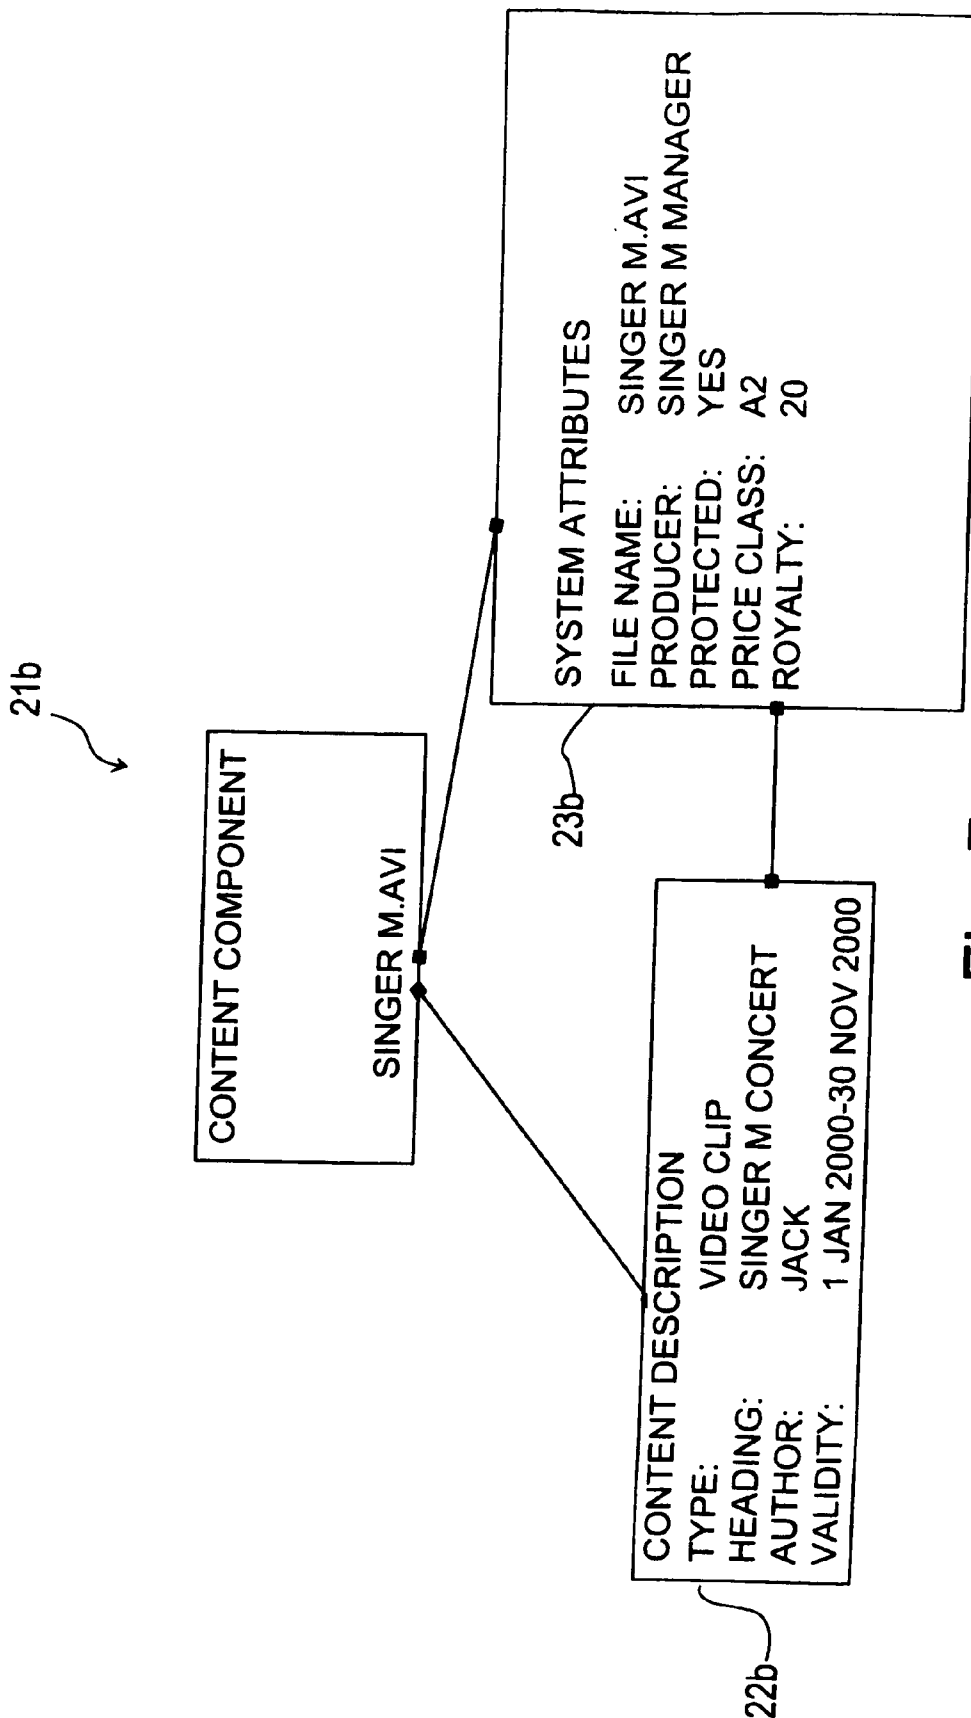 21b
CONTENT COMPONENT
SINGER M.AVI
22b
CONTENT DESCRIPTION
TYPE: VIDEO CLIP
HEADING: SINGER M CONCERT
AUTHOR: JACK
VALIDITY: 1 JAN 2000-30 NOV 2000
23b
SYSTEM ATTRIBUTES
FILE NAME: SINGER M.AVI
PRODUCER: SINGER M MANAGER
PROTECTED: YES
PRICE CLASS: A2
ROYALTY: 20